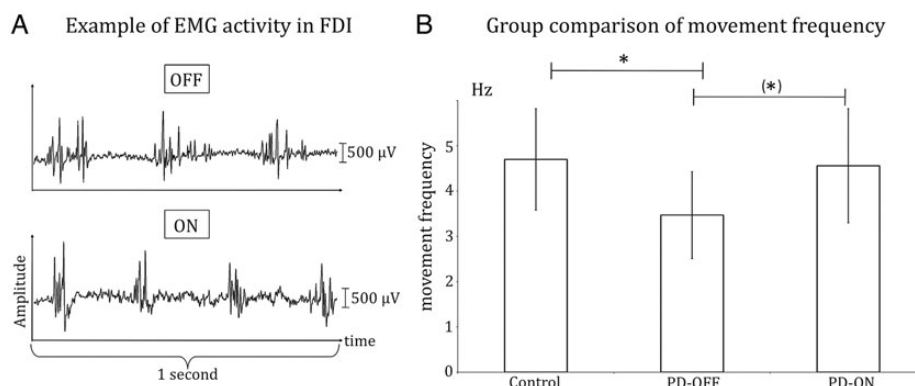 A Example of EMG activity in FDI
OFF
500 μV
ON
500 μV
Amplitude
time
1 second
B Group comparison of movement frequency
*
(*)
Hz
movement frequency
5
4
3
2
1
0
Control PD-OFF PD-ON